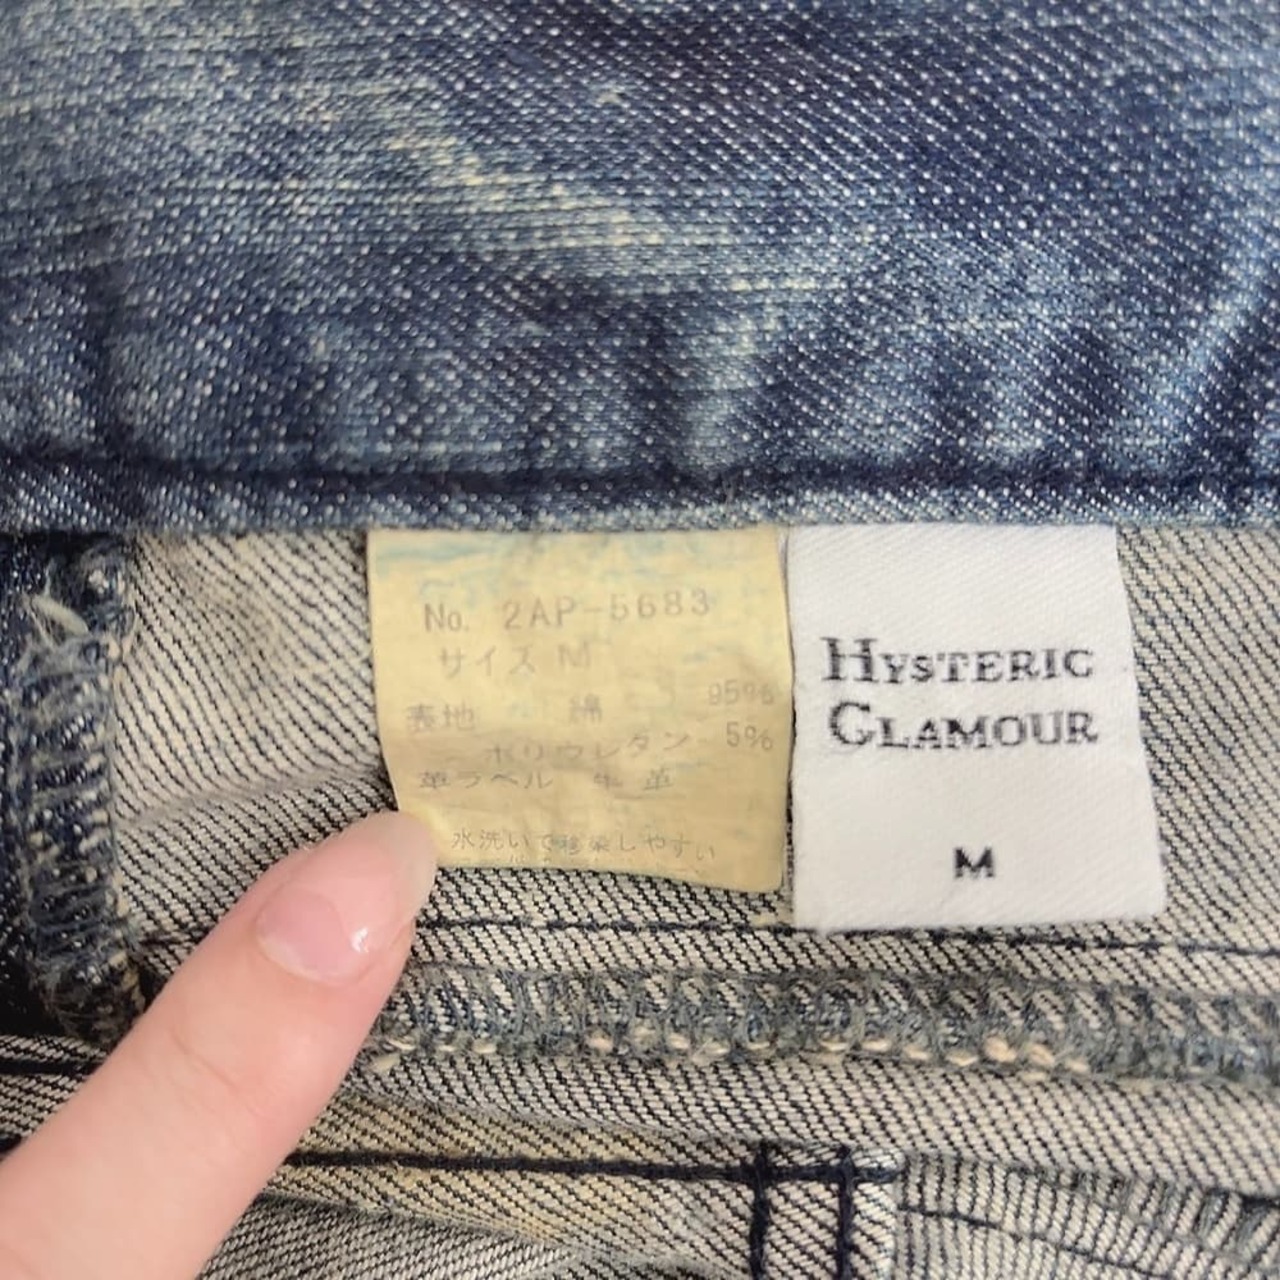 No. 2AP-5683
サイズ M
表地 綿 95%
ポリウレタン 5%
革ラベル 牛革
水洗いで移染しやすい
HYSTERIC
GLAMOUR
M